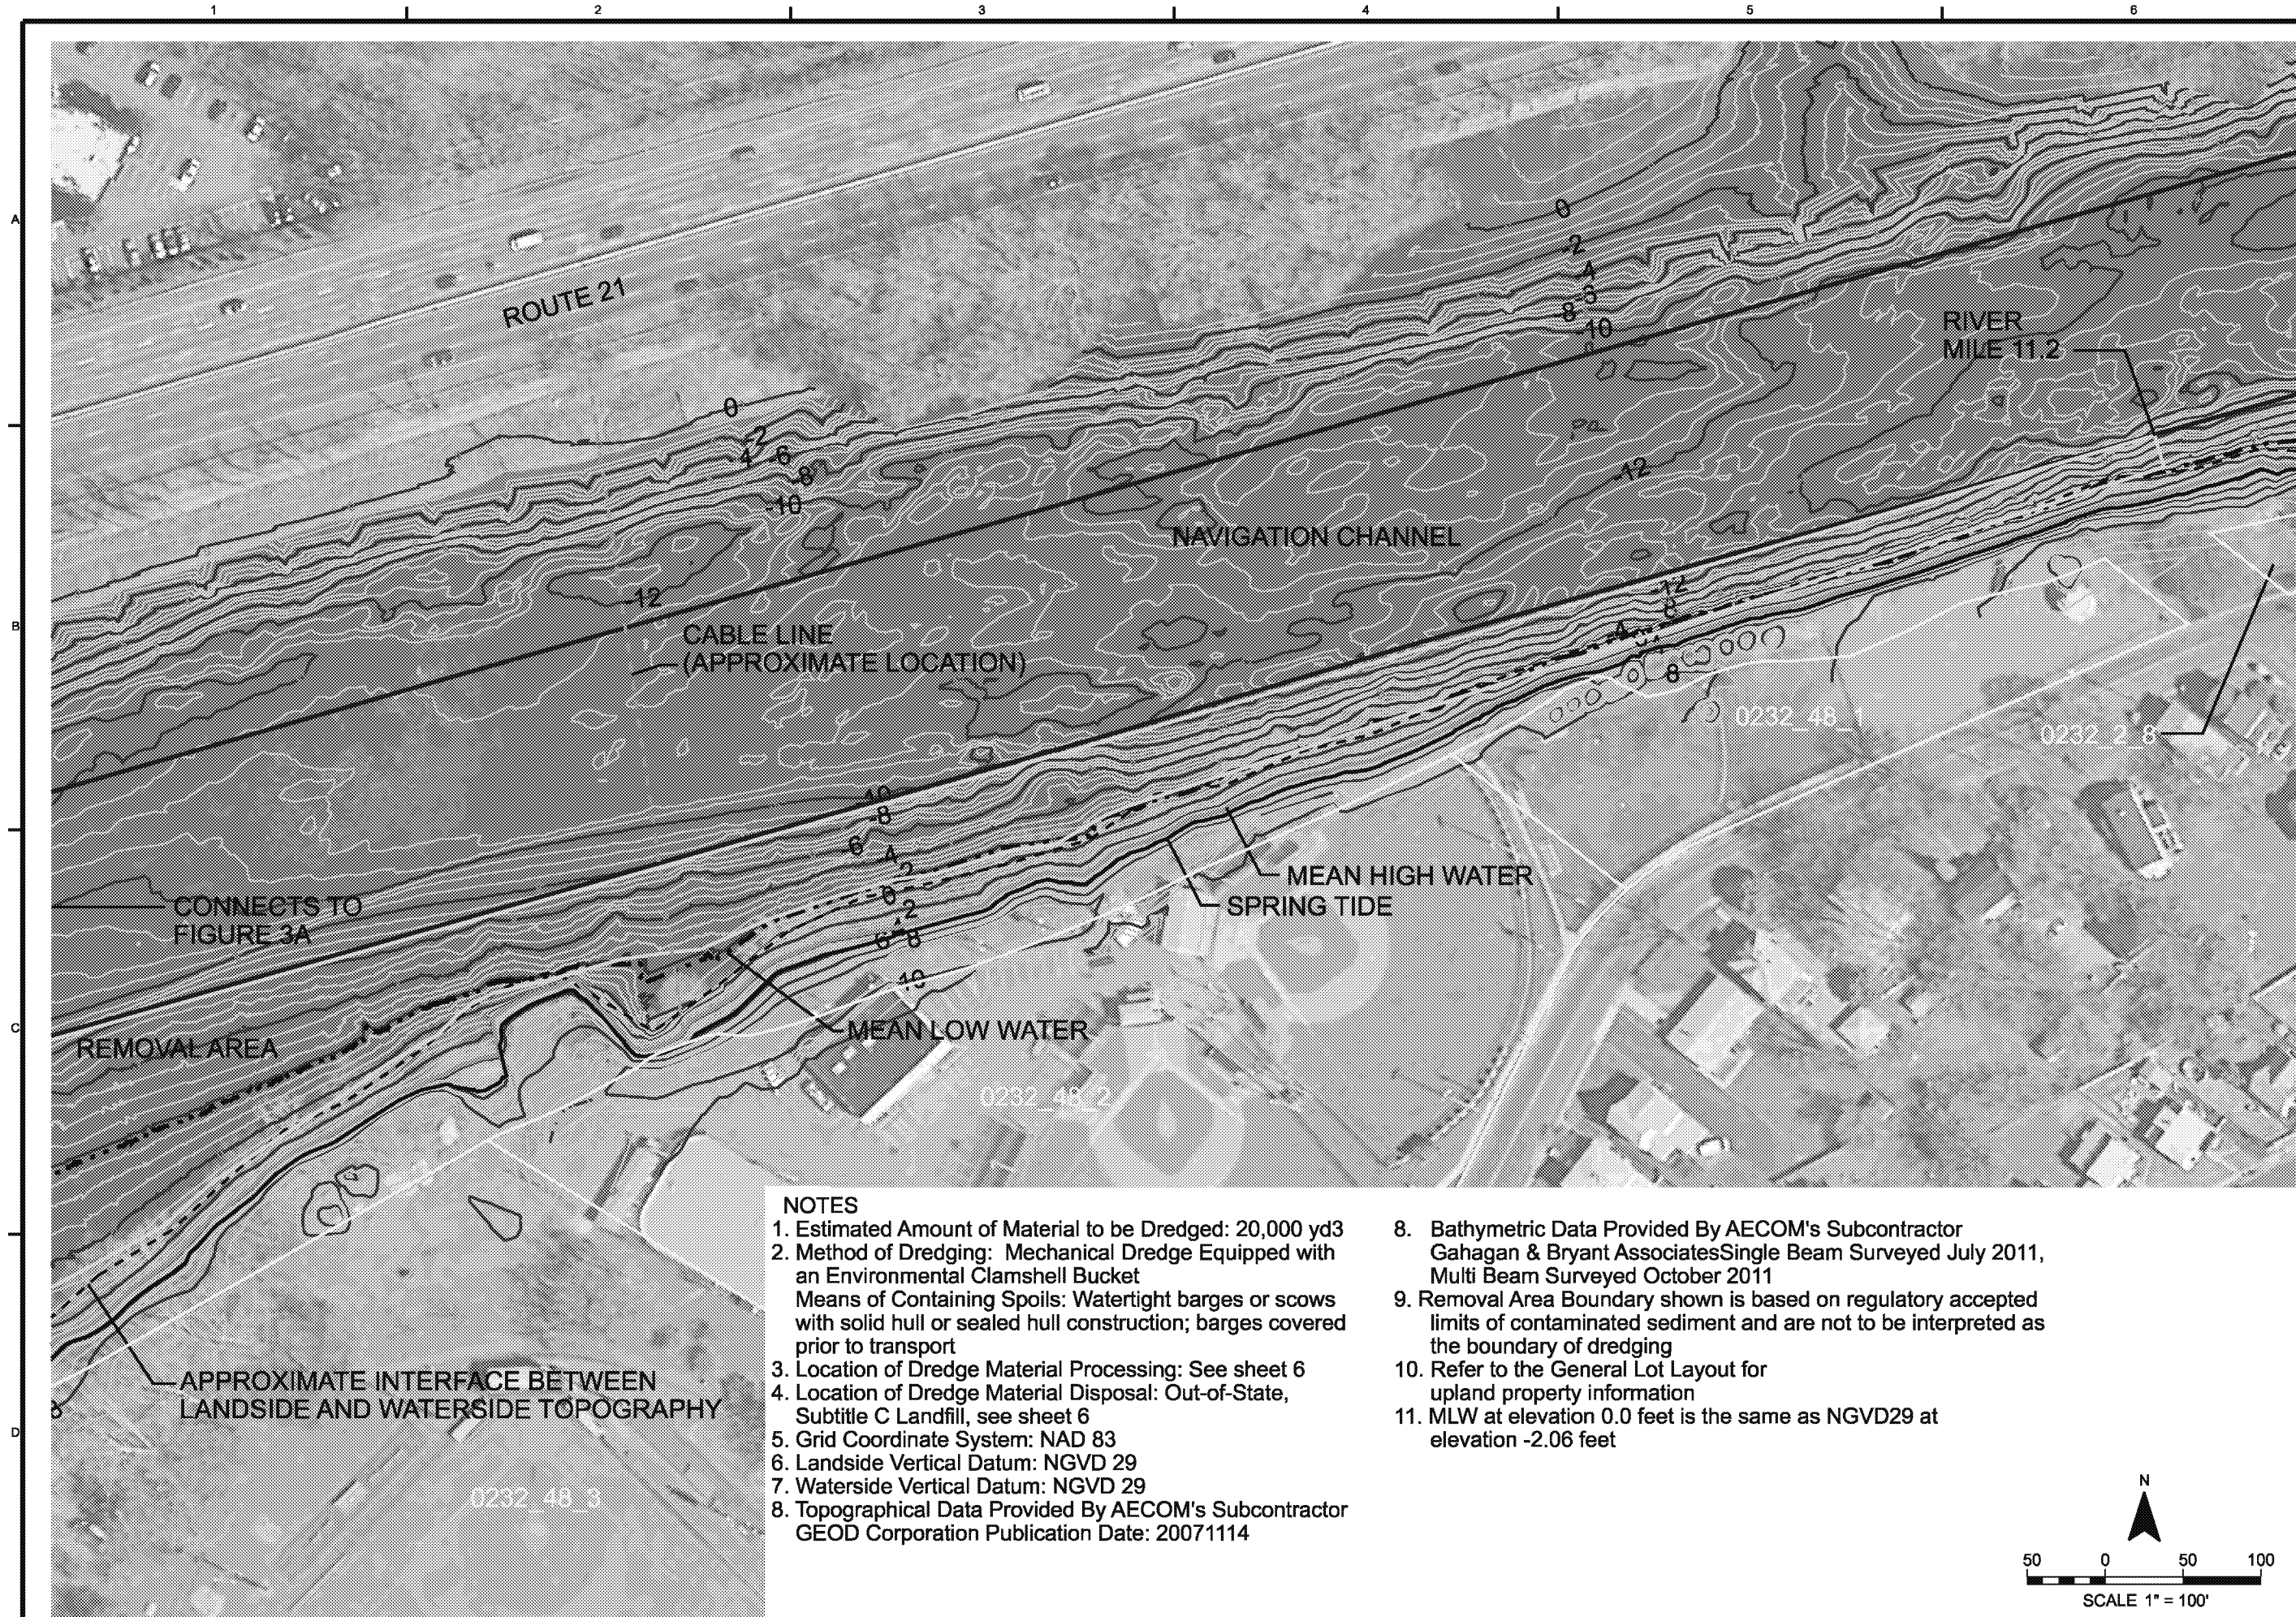 1 2 3 4 5 6
A
B
C
D
ROUTE 21
0
-2
-4
8
-10
RIVER
MILE 11.2
0
-2
4
-6
8
-10
-12
-12
NAVIGATION CHANNEL
CABLE LINE
(APPROXIMATE LOCATION)
-12
8
0232_48_1
0232_2_8
-10
-8
-6
4
-2
0
2
6
8
10
MEAN HIGH WATER
SPRING TIDE
CONNECTS TO
FIGURE 3A
MEAN LOW WATER
REMOVAL AREA
0232_48_2
APPROXIMATE INTERFACE BETWEEN
LANDSIDE AND WATERSIDE TOPOGRAPHY
0232_48_3
NOTES
1. Estimated Amount of Material to be Dredged: 20,000 yd3
2. Method of Dredging: Mechanical Dredge Equipped with
an Environmental Clamshell Bucket
Means of Containing Spoils: Watertight barges or scows
with solid hull or sealed hull construction; barges covered
prior to transport
3. Location of Dredge Material Processing: See sheet 6
4. Location of Dredge Material Disposal: Out-of-State,
Subtitle C Landfill, see sheet 6
5. Grid Coordinate System: NAD 83
6. Landside Vertical Datum: NGVD 29
7. Waterside Vertical Datum: NGVD 29
8. Topographical Data Provided By AECOM's Subcontractor
GEOD Corporation Publication Date: 20071114
8. Bathymetric Data Provided By AECOM's Subcontractor
Gahagan & Bryant AssociatesSingle Beam Surveyed July 2011,
Multi Beam Surveyed October 2011
9. Removal Area Boundary shown is based on regulatory accepted
limits of contaminated sediment and are not to be interpreted as
the boundary of dredging
10. Refer to the General Lot Layout for
upland property information
11. MLW at elevation 0.0 feet is the same as NGVD29 at
elevation -2.06 feet
N
50 0 50 100
SCALE 1" = 100'